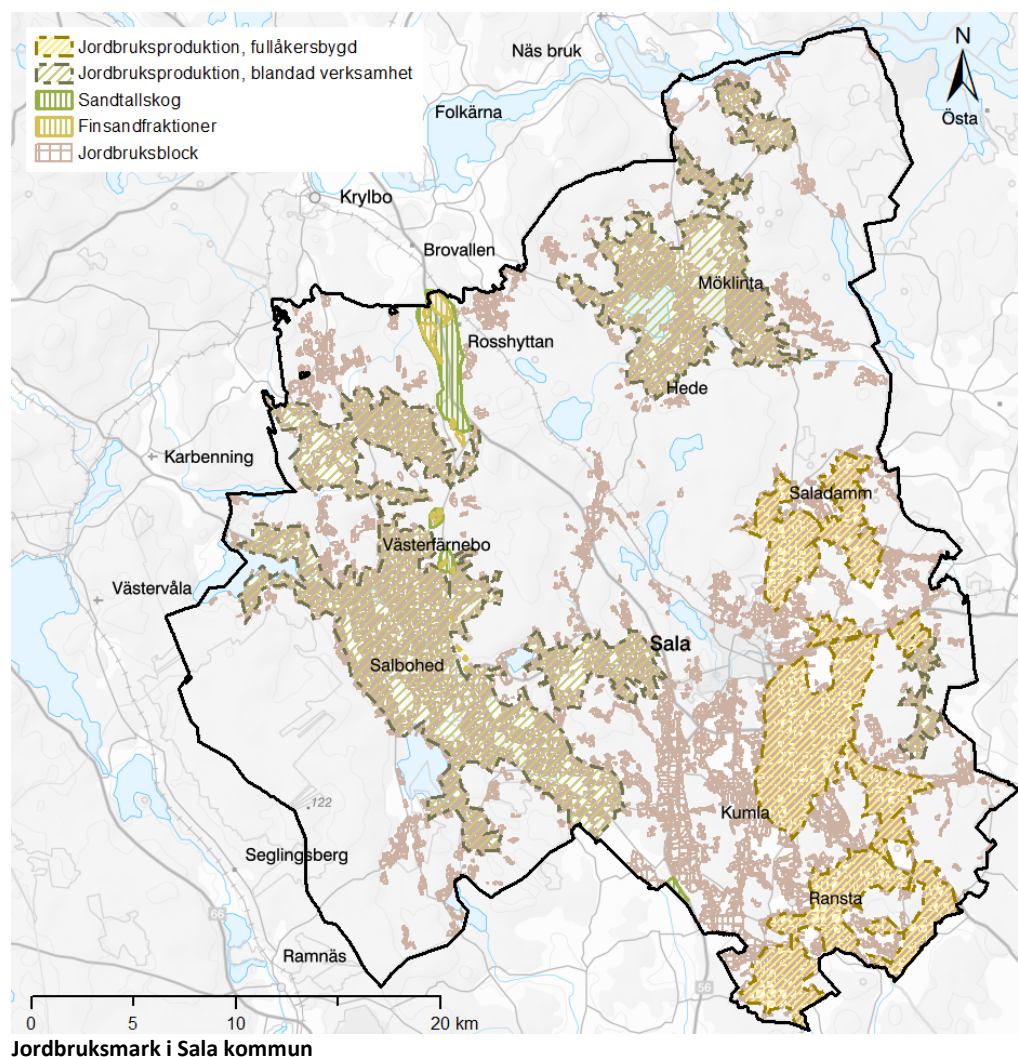 Jordbruksproduktion, fullåkersbygd
Jordbruksproduktion, blandad verksamhet
Sandtallskog
Finsandfraktioner
Jordbruksblock
Näs bruk
N
Folkärna
Östa
Krylbo
Brovallen
Möklinta
Rosshyttan
Hede
Karbenning
Saladamm
Västerfärnebo
Västervåla
Sala
Salbohed
122
Kumla
Seglingsberg
Ransta
66
Ramnäs
56
0 5 10 20 km
Jordbruksmark i Sala kommun